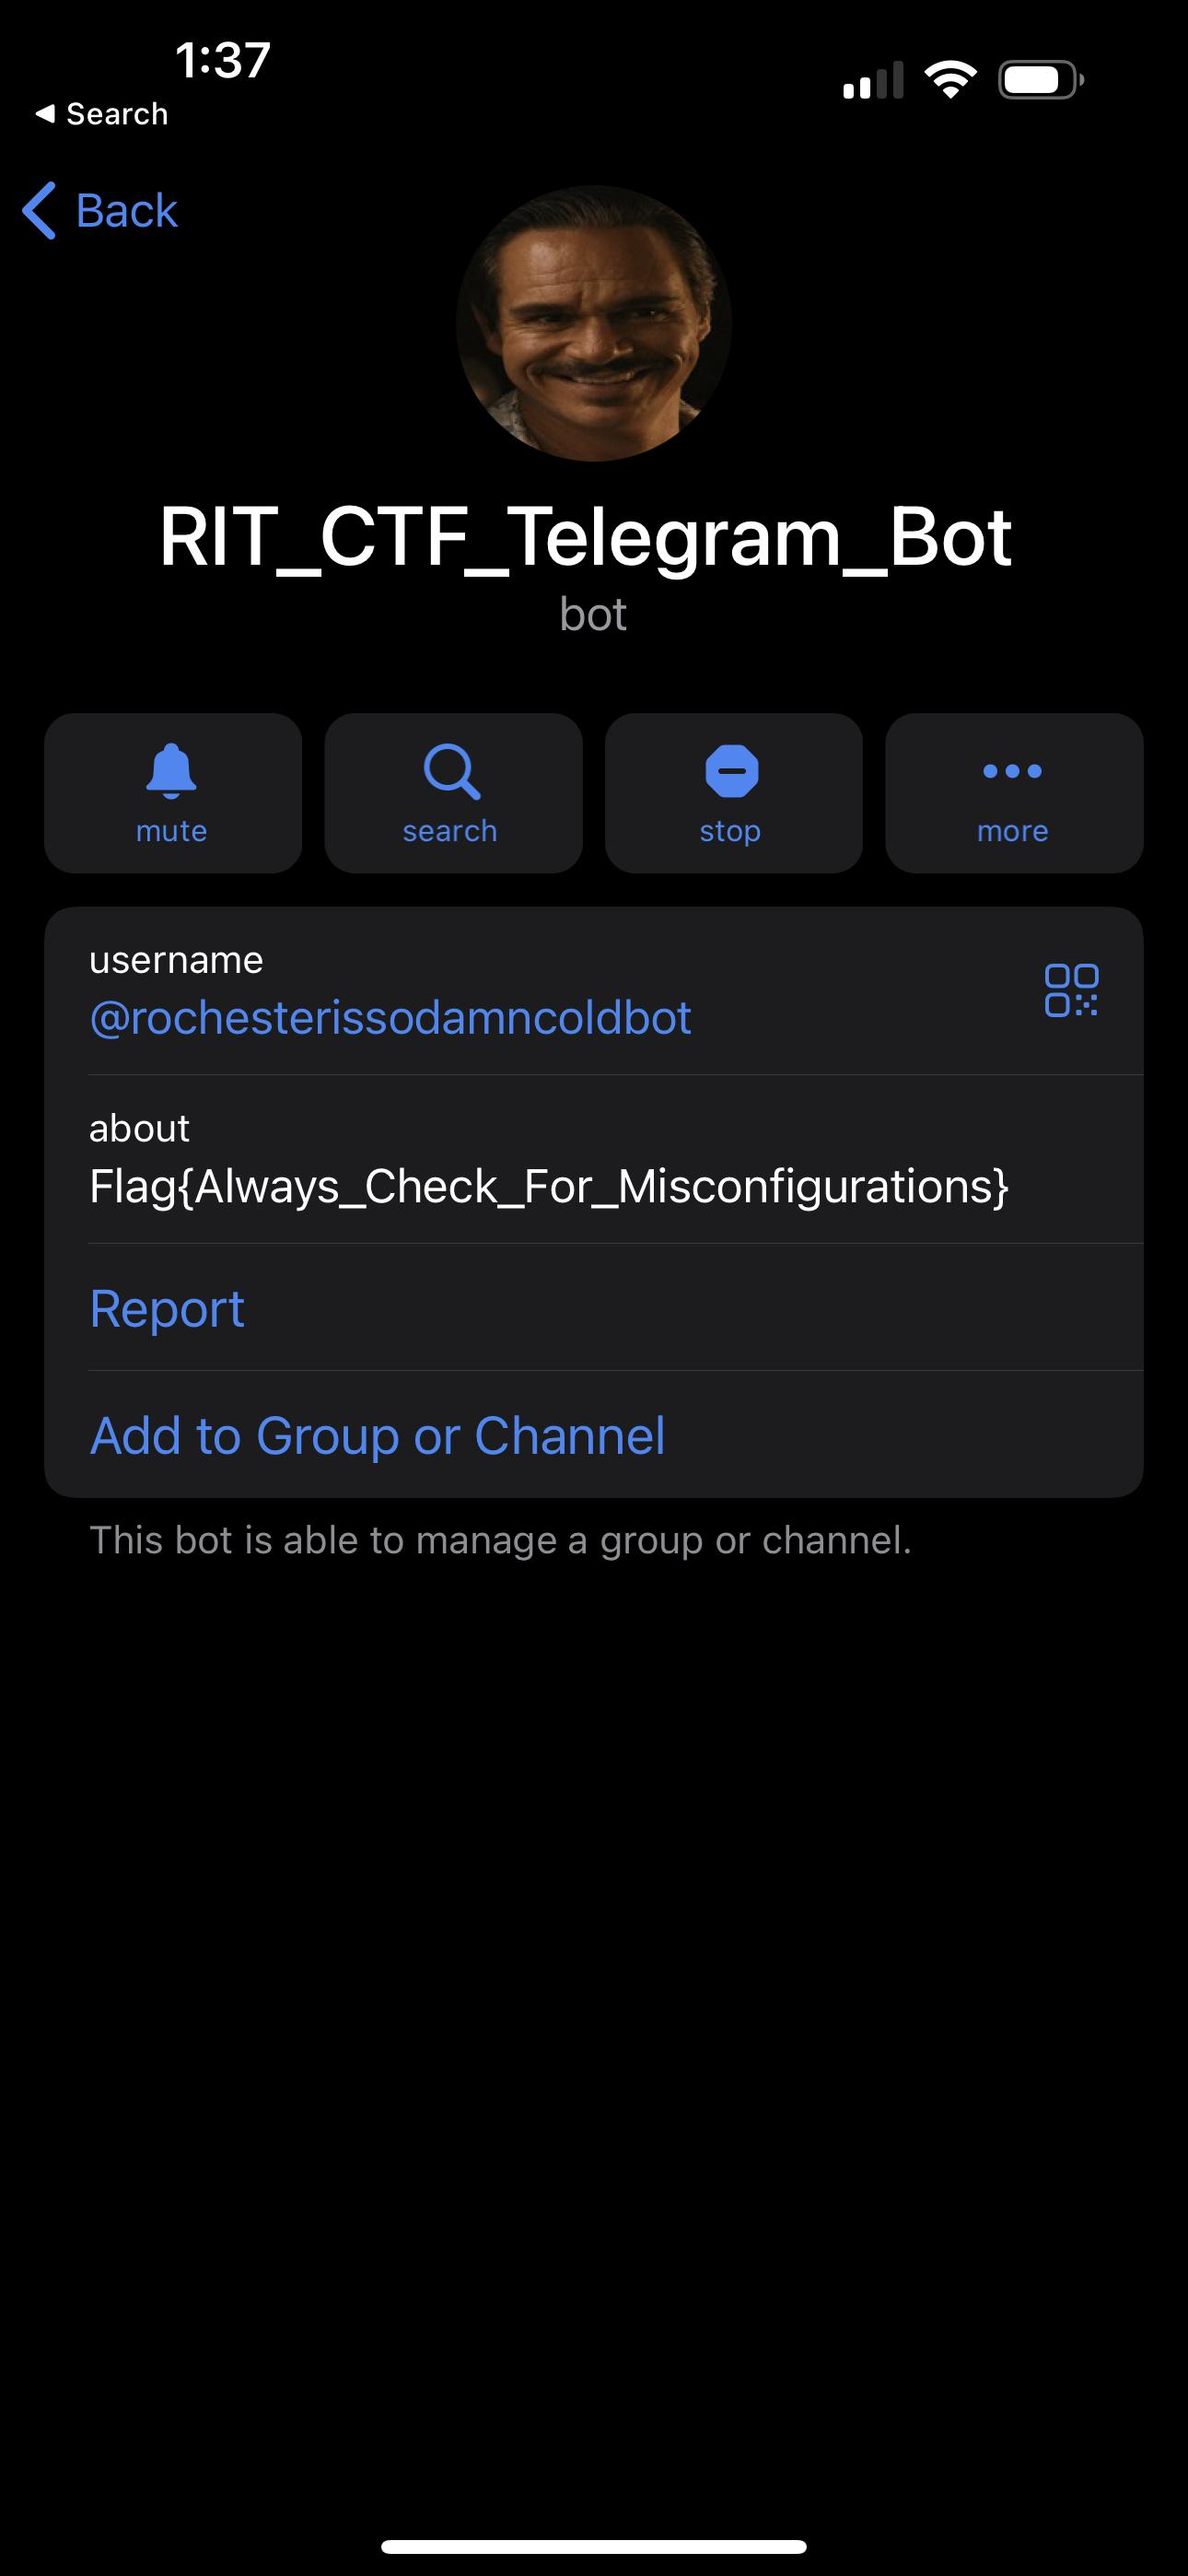 1:37
Search
Back
RIT_CTF_Telegram_Bot
bot
mute
search
stop
more
username
@rochesterissodamncoldbot
about
Flag{Always_Check_For_Misconfigurations}
Report
Add to Group or Channel
This bot is able to manage a group or channel.